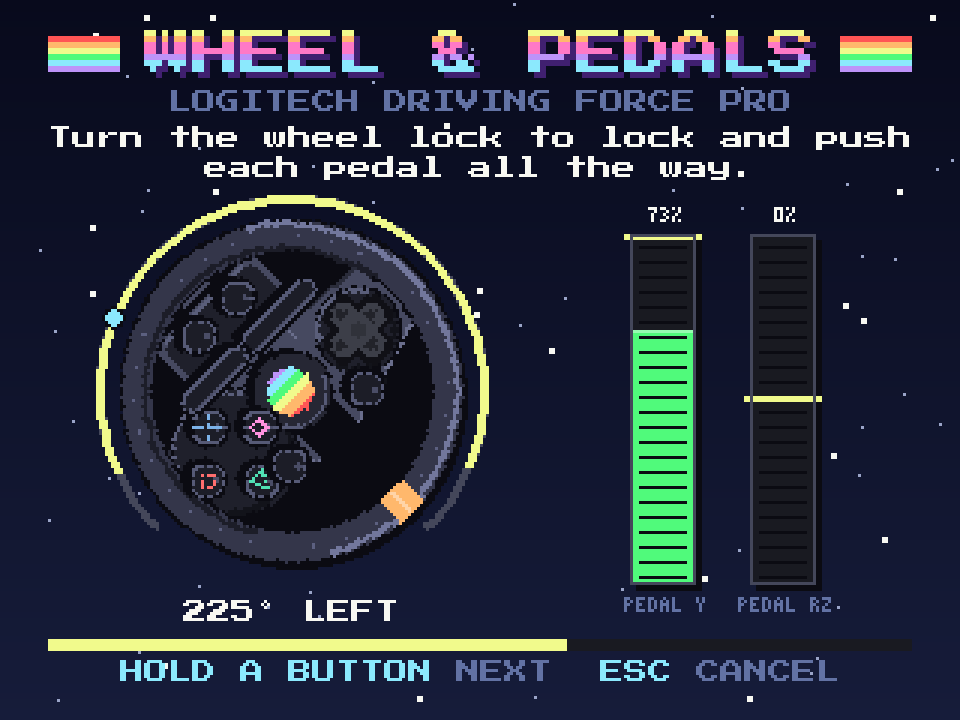 WHEEL & PEDALS
LOGITECH DRIVING FORCE PRO
Turn the wheel lock to lock and push
each pedal all the way.
73% 0%
PEDAL Y PEDAL RZ
225° LEFT
HOLD A BUTTON NEXT ESC CANCEL